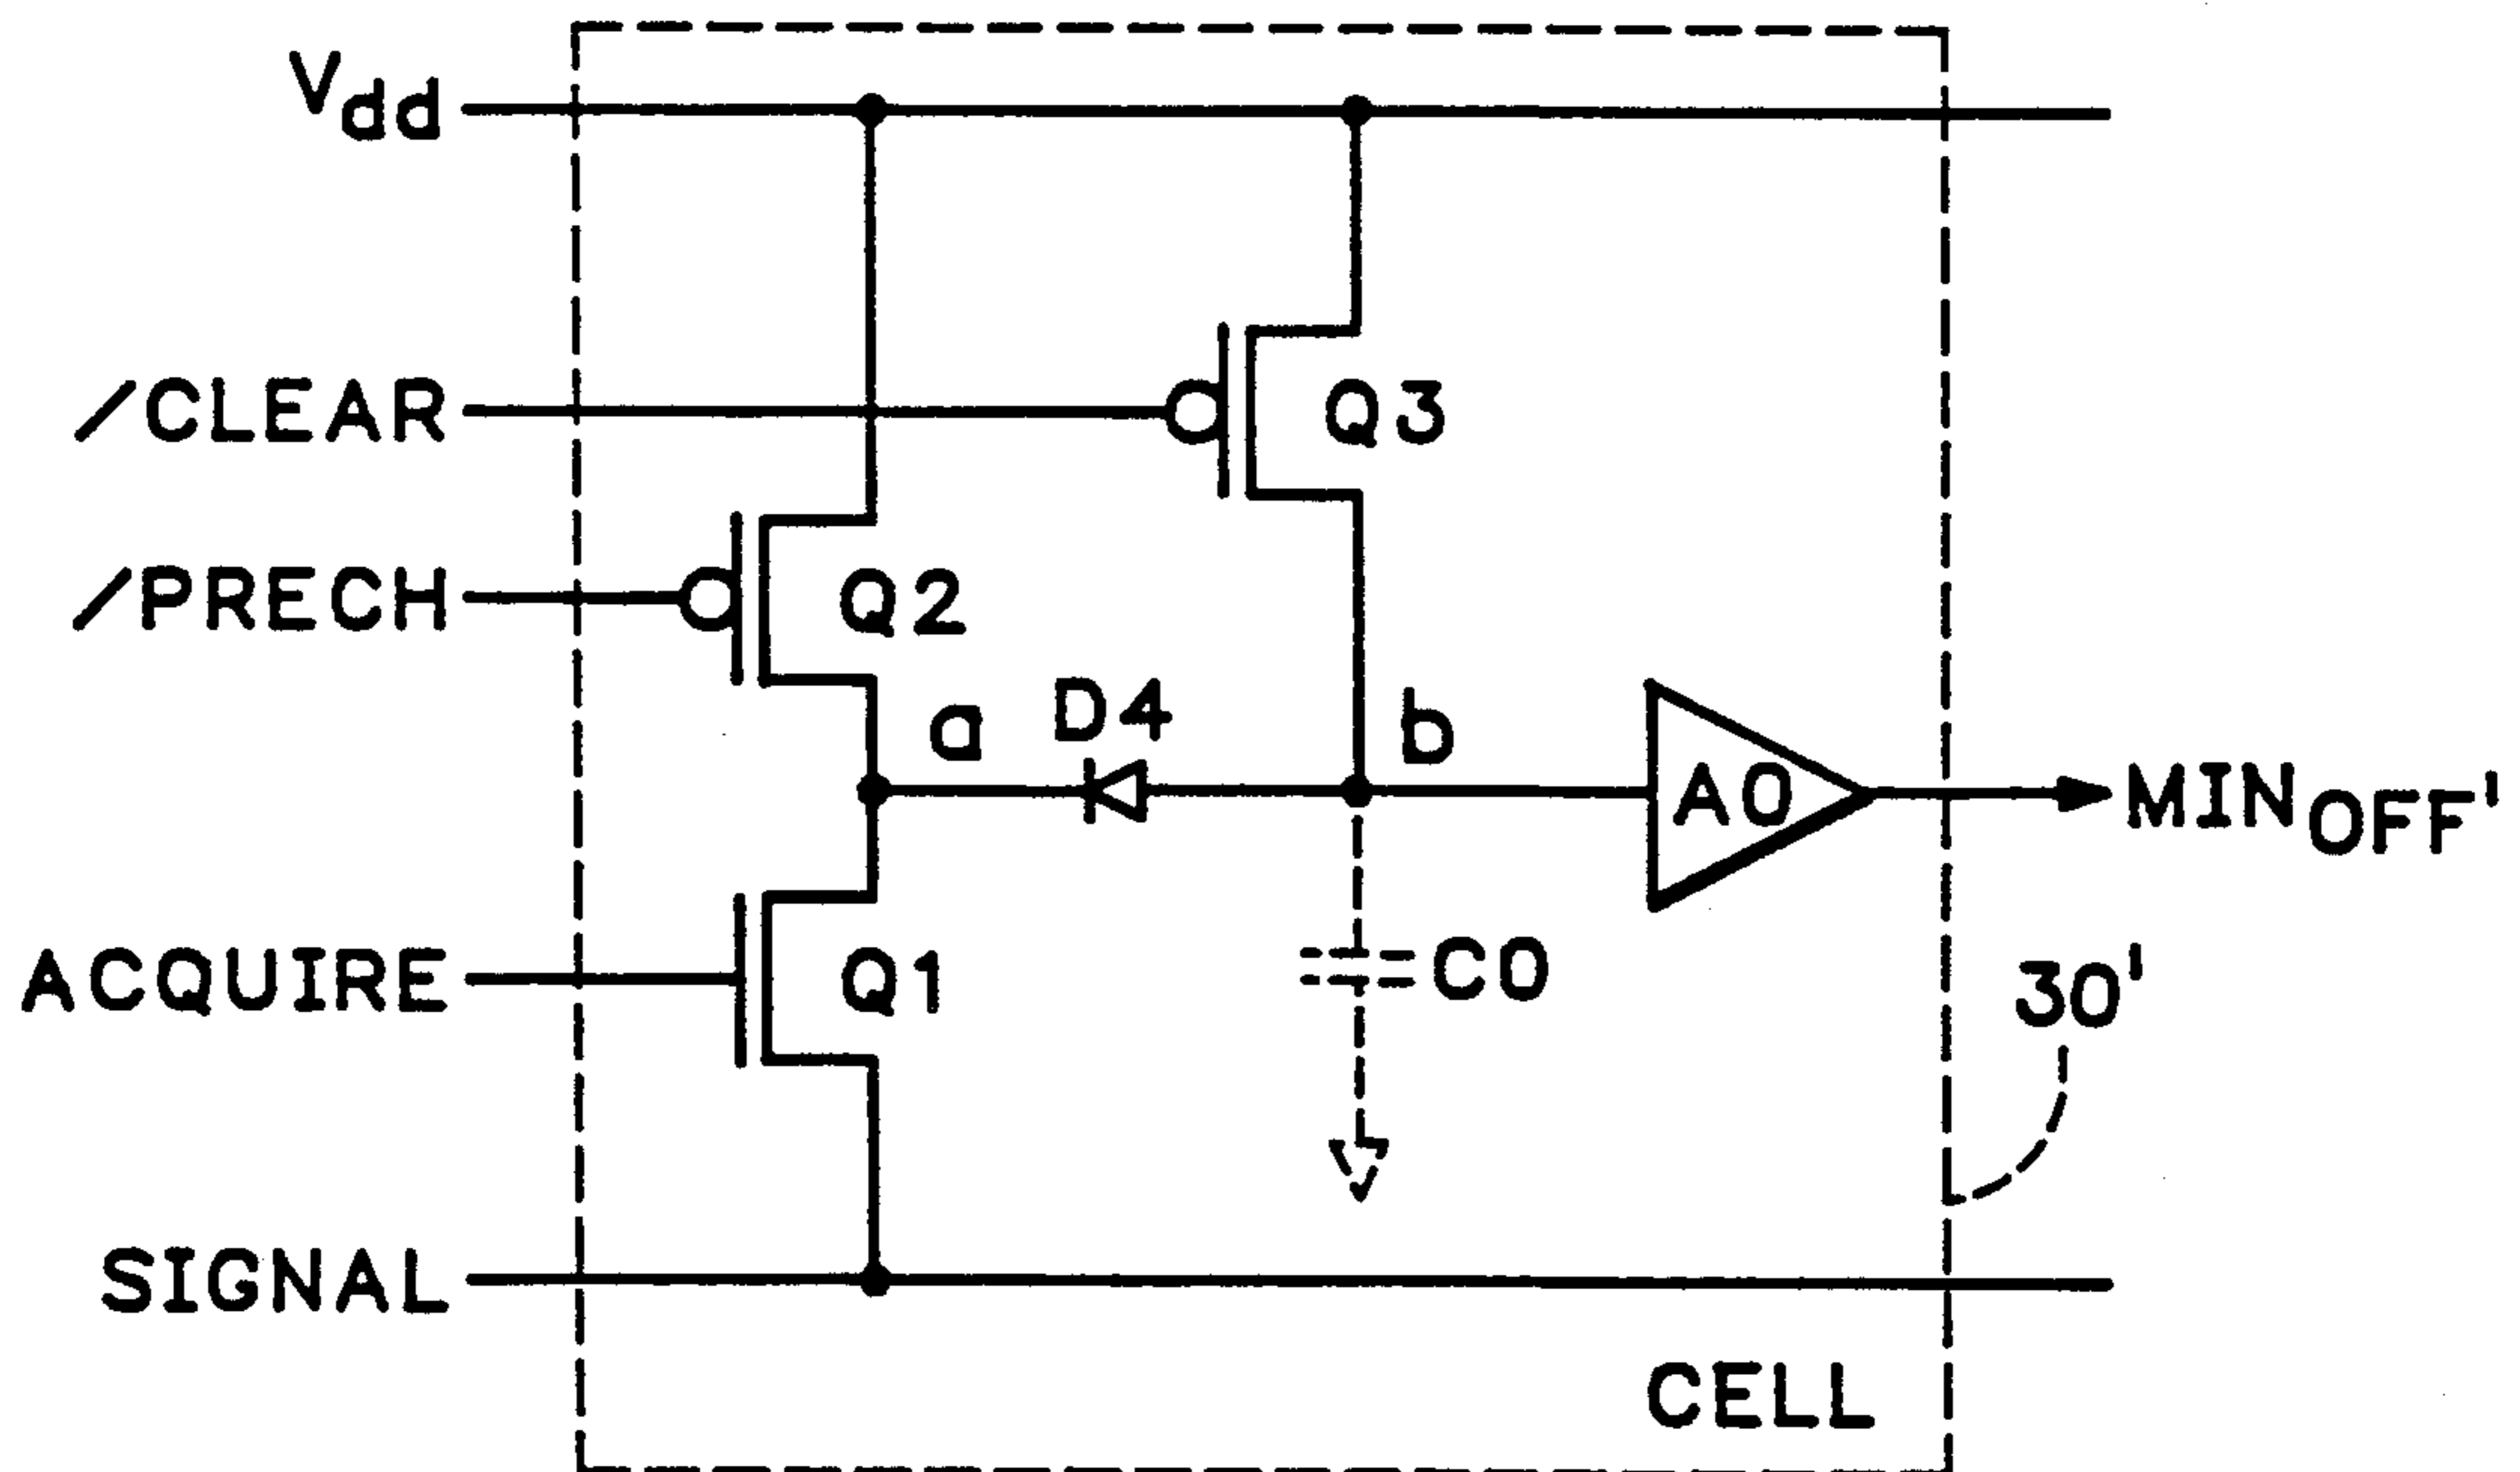 Vdd
/CLEAR
Q3
/PRECH
Q2
a
D4
b
A0
MINOFF'
ACQUIRE
Q1
C0
30'
SIGNAL
CELL